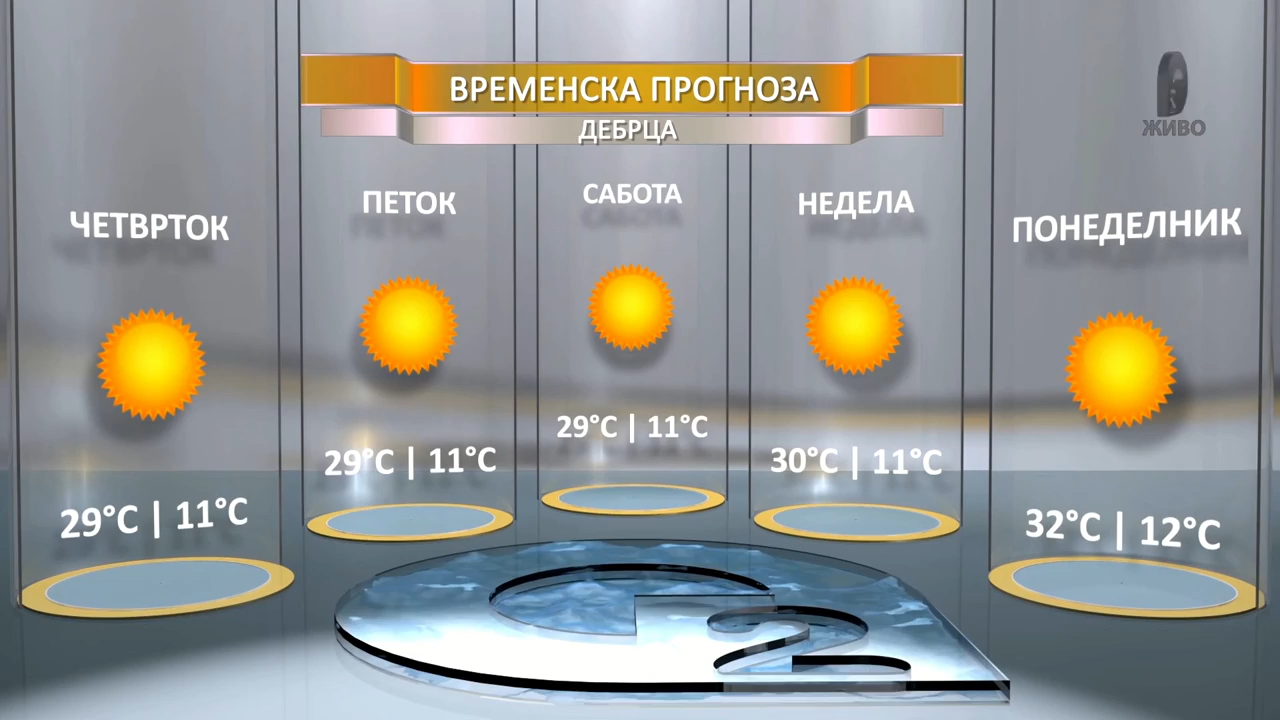 ВРЕМЕНСКА ПРОГНОЗА
ДЕБРЦА
ЖИВО
ЧЕТВРТОК
29°C | 11°C
ПЕТОК
29°C | 11°C
САБОТА
29°C | 11°C
НЕДЕЛА
30°C | 11°C
ПОНЕДЕЛНИК
32°C | 12°C
2